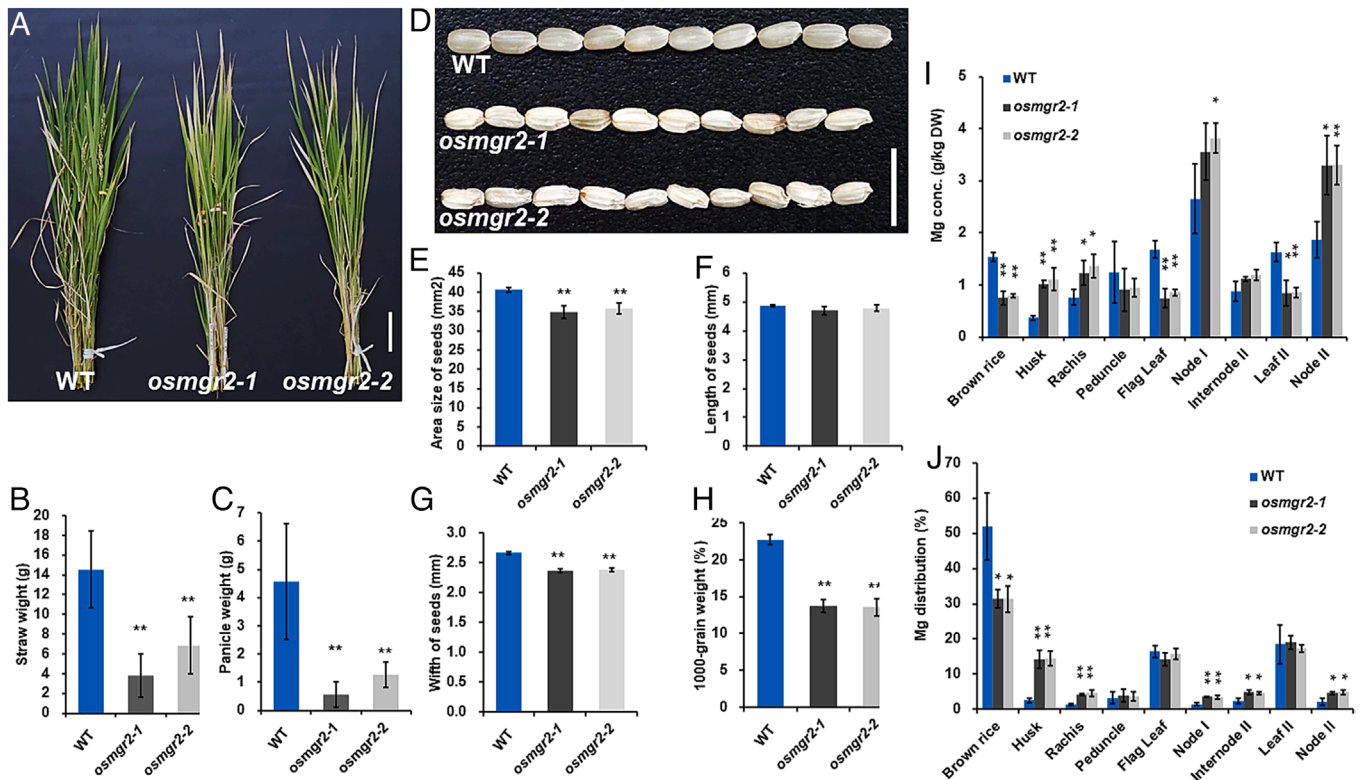 A
WT
osmgr2-1
osmgr2-2
B
Straw wight (g)
20
18
16
14
12
10
8
6
4
2
0
**
**
WT
osmgr2-1
osmgr2-2
C
Panicle weight (g)
7
6
5
4
3
2
1
0
**
**
WT
osmgr2-1
osmgr2-2
D
WT
osmgr2-1
osmgr2-2
E
Area size of seeds (mm2)
45
40
35
30
25
20
15
10
5
0
**
**
WT
osmgr2-1
osmgr2-2
F
Length of seeds (mm)
6
5
4
3
2
1
0
WT
osmgr2-1
osmgr2-2
G
Wifth of seeds (mm)
3.0
2.5
2.0
1.5
1.0
0.5
0.0
**
**
WT
osmgr2-1
osmgr2-2
H
1000-grain weight (%)
25
20
15
10
5
0
**
**
WT
osmgr2-1
osmgr2-2
I
Mg conc. (g/kg DW)
5
4
3
2
1
0
WT
osmgr2-1
osmgr2-2
** **
** **
* *
** **
*
* **
* **
Brown rice
Husk
Rachis
Peduncle
Flag Leaf
Node I
Internode II
Leaf II
Node II
J
Mg distribution (%)
70
60
50
40
30
20
10
0
WT
osmgr2-1
osmgr2-2
* *
** **
** **
** **
* *
* *
Brown rice
Husk
Rachis
Peduncle
Flag Leaf
Node I
Internode II
Leaf II
Node II